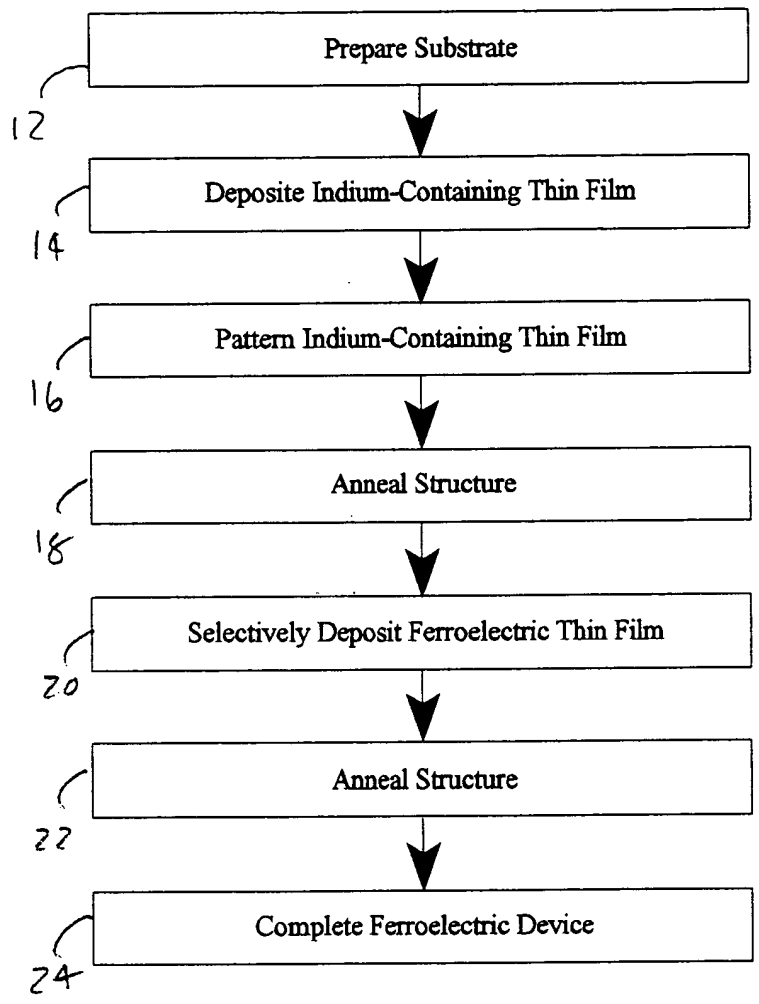 Prepare Substrate
12
Deposite Indium-Containing Thin Film
14
Pattern Indium-Containing Thin Film
16
Anneal Structure
18
Selectively Deposit Ferroelectric Thin Film
20
Anneal Structure
22
Complete Ferroelectric Device
24